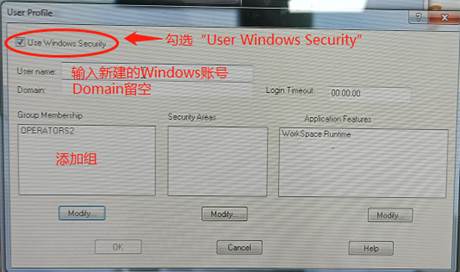 User Profile
Use Windows Security
勾选“User Windows Security”
User name:
输入新建的Windows账号
Domain:
Domain留空
Login Timeout
00:00:00
Group Membership
Security Areas
Application Features
OPERATORS2
WorkSpace Runtime
添加组
Modify...
Modify...
Modify...
OK
Cancel
Help